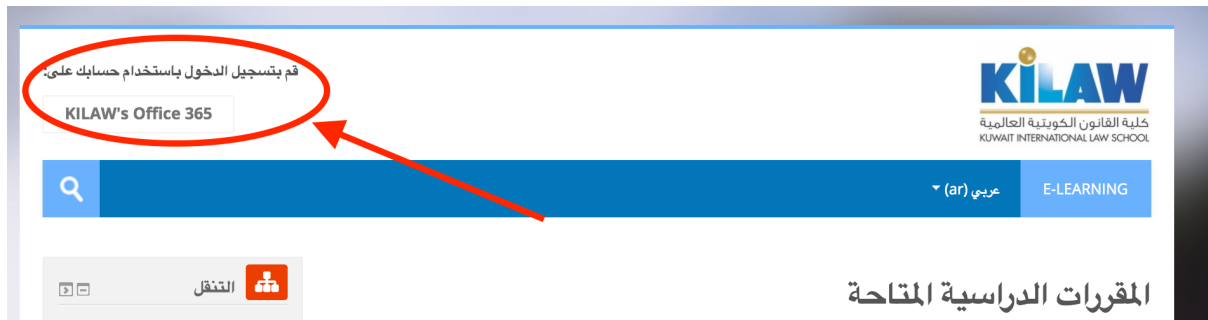 قم بتسجيل الدخول باستخدام حسابك على:
KILAW's Office 365
KiLAW
كلية القانون الكويتية العالمية
KUWAIT INTERNATIONAL LAW SCHOOL
E-LEARNING
عربي (ar)
المقررات الدراسية المتاحة
التنقل